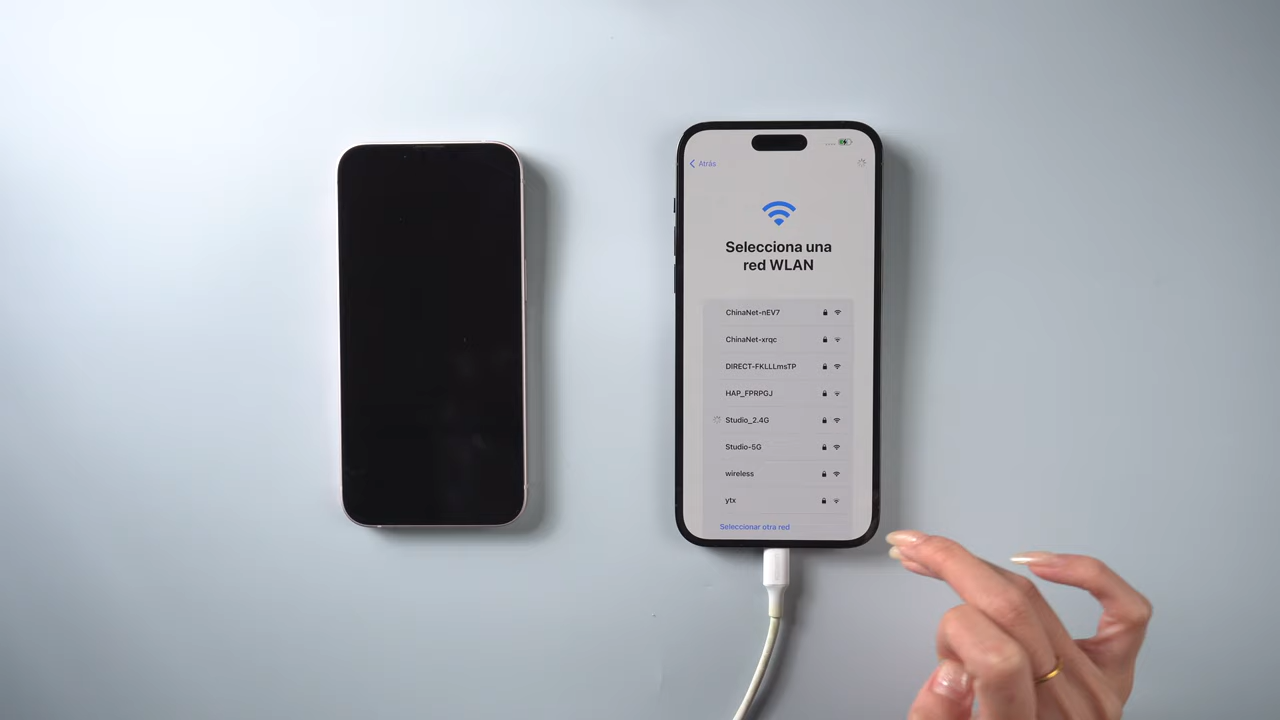 Atrás
Selecciona una
red WLAN
ChinaNet-nEV7
ChinaNet-xrqc
DIRECT-FKLLLmsTP
HAP_FPRPGJ
Studio_2.4G
Studio-5G
wireless
ytx
Seleccionar otra red